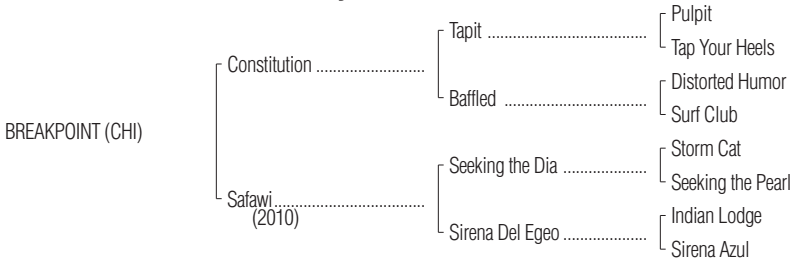 Pulpit
Tapit ......................................
Tap Your Heels
Constitution ..........................
Distorted Humor
Baffled ..................................
Surf Club
BREAKPOINT (CHI)
Storm Cat
Seeking the Dia ....................
Seeking the Pearl
Safawi....................................
(2010)
Indian Lodge
Sirena Del Egeo ....................
Sirena Azul